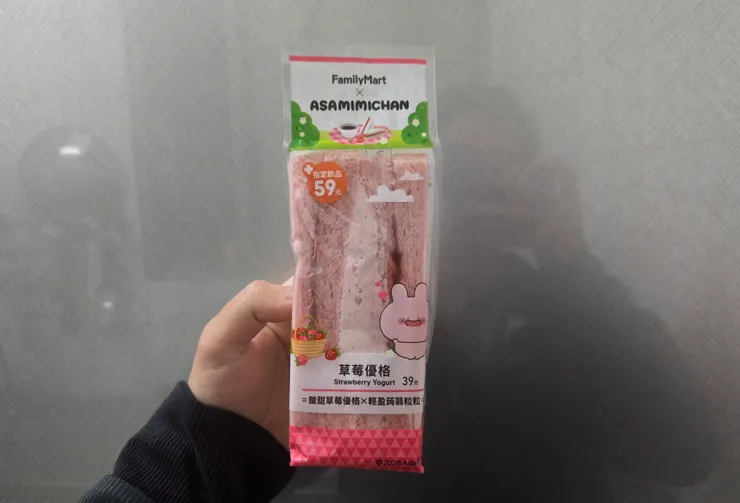 FamilyMart
×
ASAMIMICHAN
指定飲品
59元
草莓優格
Strawberry Yogurt 39元
酸甜草莓優格×輕盈蒟蒻粒粒